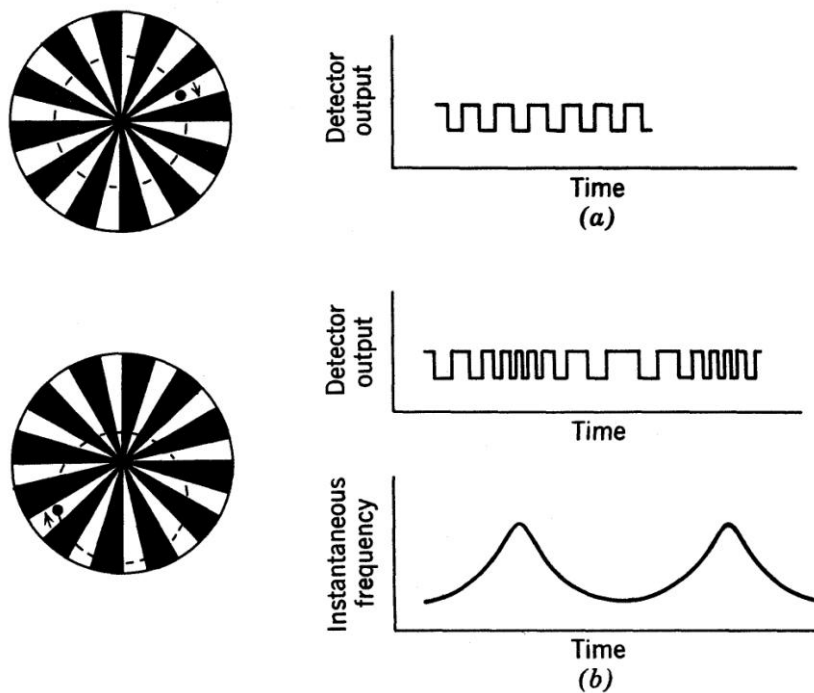 Detector
output
Time
(a)
Detector
output
Time
Instantaneous
frequency
Time
(b)